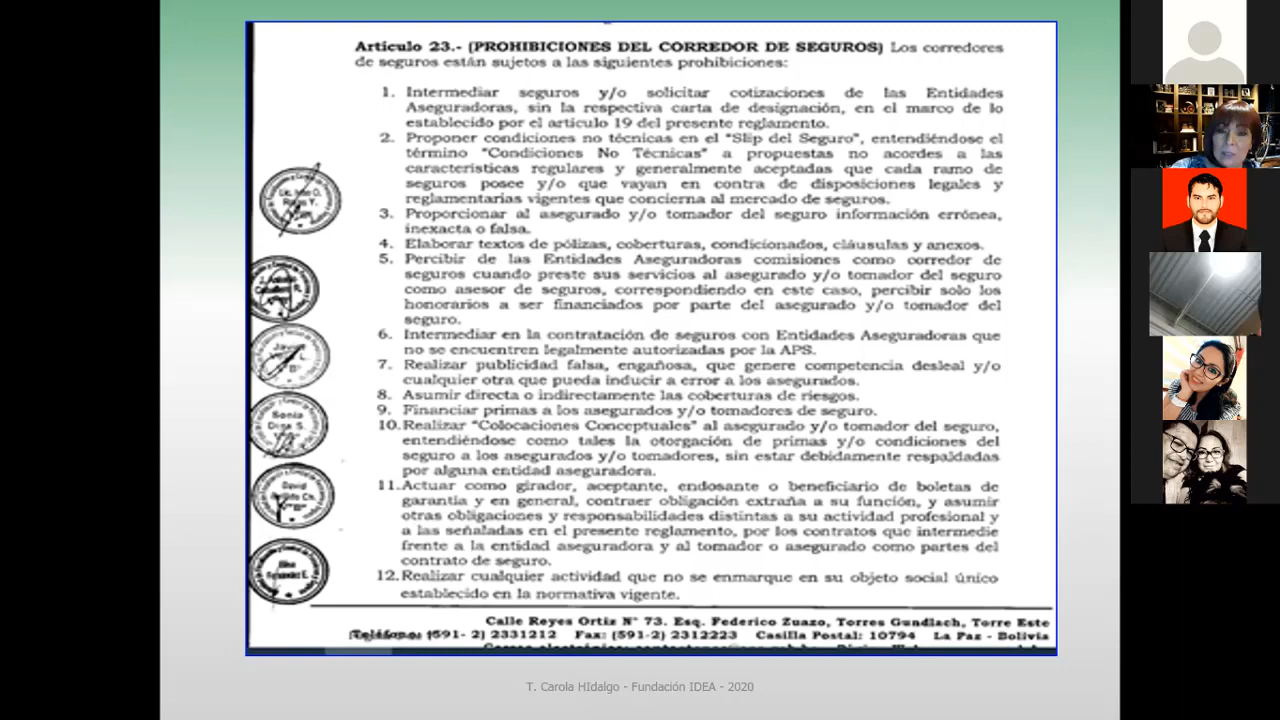 Artículo 23.- (PROHIBICIONES DEL CORREDOR DE SEGUROS) Los corredores
de seguros están sujetos a las siguientes prohibiciones:
1. Intermediar seguros y/o solicitar cotizaciones de las Entidades
Aseguradoras, sin la respectiva carta de designación, en el marco de lo
establecido por el artículo 19 del presente reglamento.
2. Proponer condiciones no técnicas en el "Slip del Seguro", entendiéndose el
término "Condiciones No Técnicas" a propuestas no acordes a las
características regulares y generalmente aceptadas que cada ramo de
seguros posee y/o que vayan en contra de disposiciones legales y
reglamentarias vigentes que concierna al mercado de seguros.
3. Proporcionar al asegurado y/o tomador del seguro información errónea,
inexacta o falsa.
4. Elaborar textos de pólizas, coberturas, condicionados, cláusulas y anexos.
5. Percibir de las Entidades Aseguradoras comisiones como corredor de
seguros cuando preste sus servicios al asegurado y/o tomador del seguro
como asesor de seguros, correspondiendo en este caso, percibir solo los
honorarios a ser financiados por parte del asegurado y/o tomador del
seguro.
6. Intermediar en la contratación de seguros con Entidades Aseguradoras que
no se encuentren legalmente autorizadas por la APS.
7. Realizar publicidad falsa, engañosa, que genere competencia desleal y/o
cualquier otra que pueda inducir a error a los asegurados.
8. Asumir directa o indirectamente las coberturas de riesgos.
9. Financiar primas a los asegurados y/o tomadores de seguro.
10. Realizar "Colocaciones Conceptuales" al asegurado y/o tomador del seguro,
entendiéndose como tales la otorgación de primas y/o condiciones del
seguro a los asegurados y/o tomadores, sin estar debidamente respaldadas
por alguna entidad aseguradora.
11. Actuar como girador, aceptante, endosante o beneficiario de boletas de
garantía y en general, contraer obligación extraña a su función, y asumir
otras obligaciones y responsabilidades distintas a su actividad profesional y
a las señaladas en el presente reglamento, por los contratos que intermedie
frente a la entidad aseguradora y al tomador o asegurado como partes del
contrato de seguro.
12. Realizar cualquier actividad que no se enmarque en su objeto social único
establecido en la normativa vigente.
Sonia
David
Calle Reyes Ortiz N° 73. Esq. Federico Zuazo, Torres Gundlach, Torre Este
Teléfono: (591- 2) 2331212 Fax: (591-2) 2312223 Casilla Postal: 10794 La Paz - Bolivia
T. Carola HIdalgo - Fundación IDEA - 2020